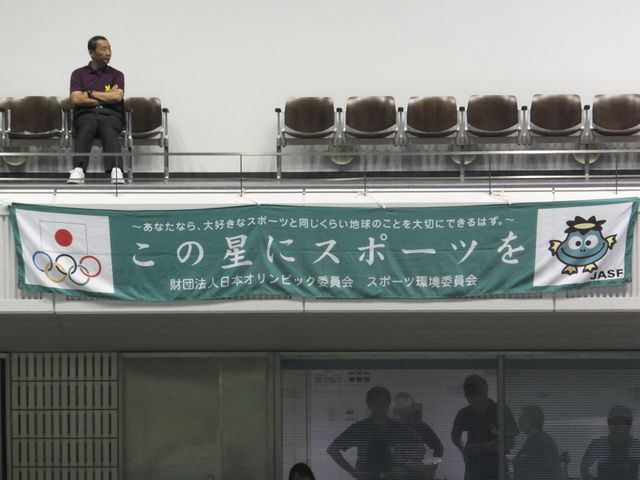 ～あなたなら、大好きなスポーツと同じくらい地球のことを大切にできるはず。～
この星にスポーツを
財団法人日本オリンピック委員会　スポーツ環境委員会
JASF